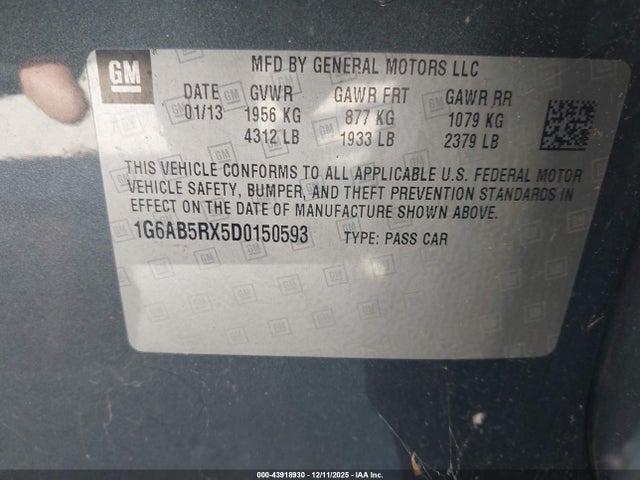 GM
MFD BY GENERAL MOTORS LLC
DATE GVWR GAWR FRT GAWR RR
01/13 1956 KG 877 KG 1079 KG
4312 LB 1933 LB 2379 LB
THIS VEHICLE CONFORMS TO ALL APPLICABLE U.S. FEDERAL MOTOR
VEHICLE SAFETY, BUMPER, AND THEFT PREVENTION STANDARDS IN
EFFECT ON THE DATE OF MANUFACTURE SHOWN ABOVE.
1G6AB5RX5D0150593 TYPE: PASS CAR
000-43918930 - 12/11/2025 - IAA Inc.